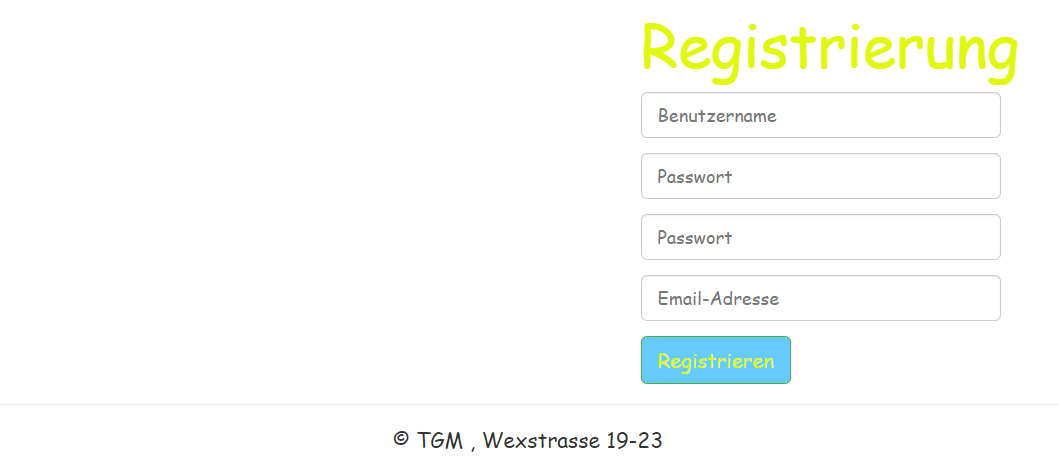 Registrierung
Benutzername
Passwort
Passwort
Email-Adresse
Registrieren
© TGM , Wexstrasse 19-23